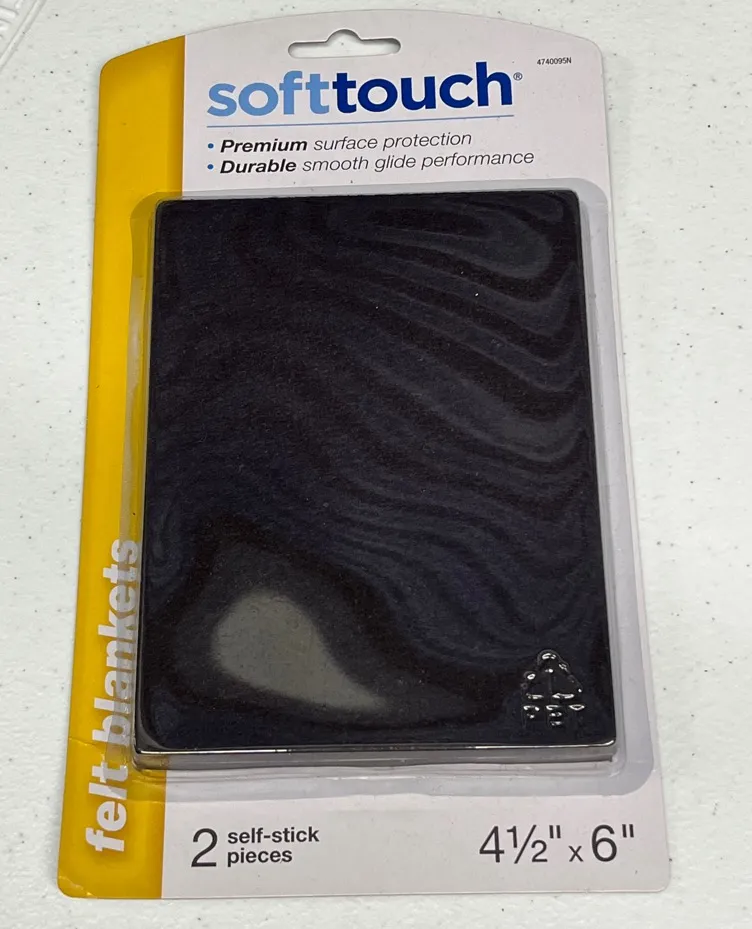 4740095N
softtouch®
• Premium surface protection
• Durable smooth glide performance
felt blankets
2 self-stick
pieces
4½" x 6"